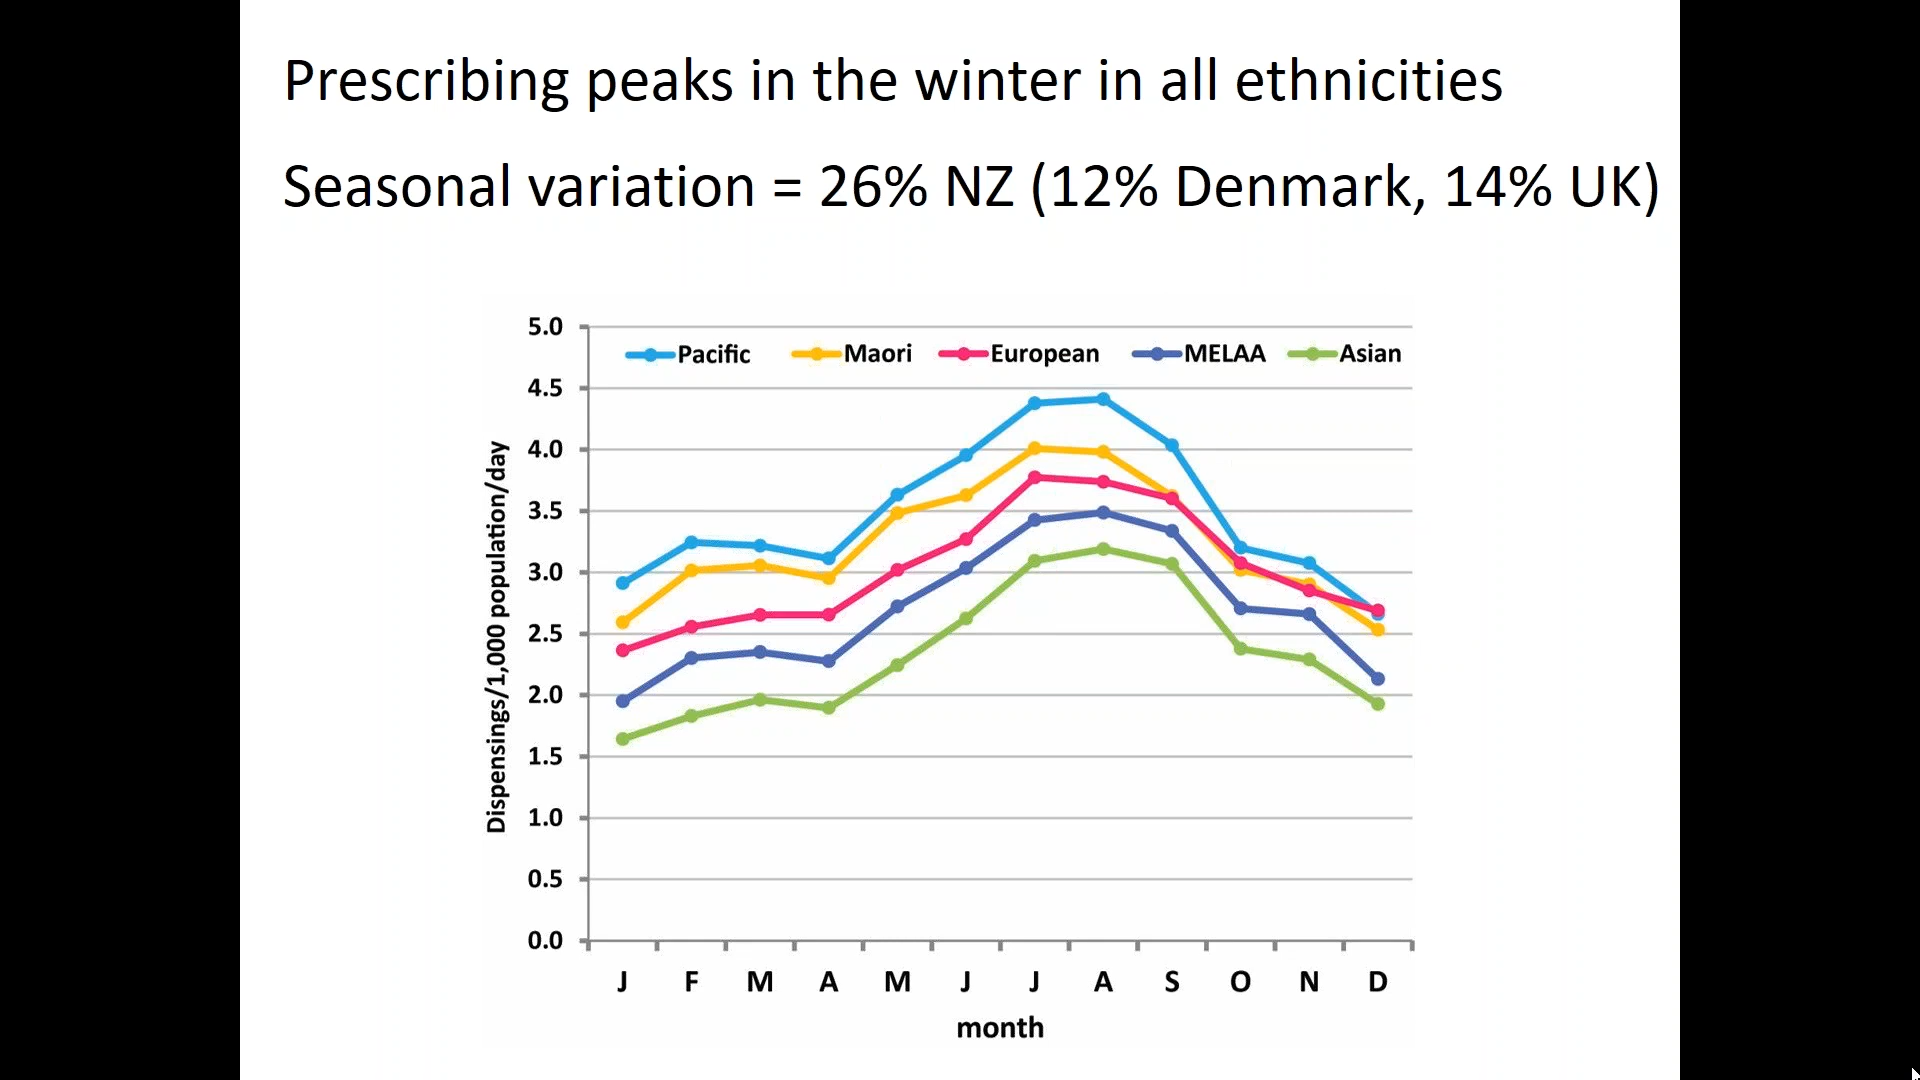 Prescribing peaks in the winter in all ethnicities
Seasonal variation = 26% NZ (12% Denmark, 14% UK)
Pacific Maori European MELAA Asian
Dispensings/1,000 population/day
5.0
4.5
4.0
3.5
3.0
2.5
2.0
1.5
1.0
0.5
0.0
J F M A M J J A S O N D
month